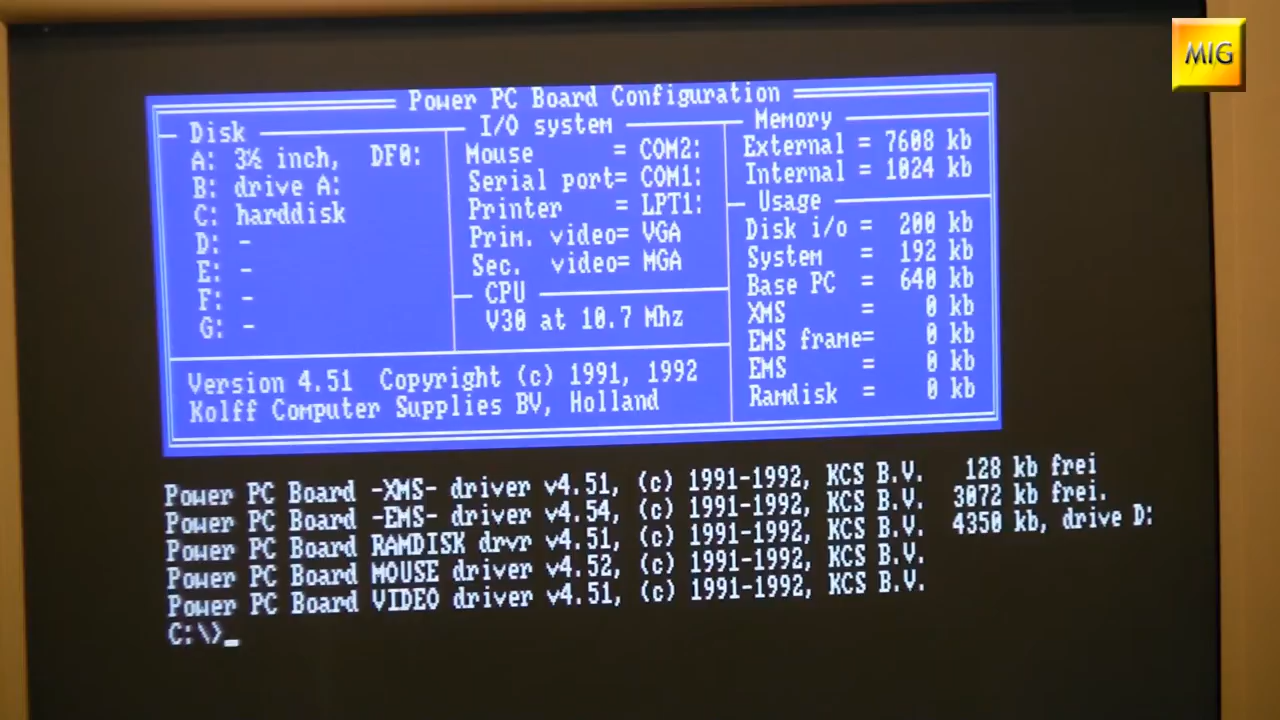 MIG
Power PC Board Configuration
Disk
A: 3½ inch, DF0:
B: drive A:
C: harddisk
D: -
E: -
F: -
G: -
I/O system
Mouse = COM2:
Serial port= COM1:
Printer = LPT1:
Prim. video= VGA
Sec. video= MGA
CPU
V30 at 10.7 Mhz
Memory
External = 7608 kb
Internal = 1024 kb
Usage
Disk i/o = 200 kb
System = 192 kb
Base PC = 640 kb
XMS = 0 kb
EMS frame= 0 kb
EMS = 0 kb
Ramdisk = 0 kb
Version 4.51 Copyright (c) 1991, 1992
Kolff Computer Supplies BV, Holland
Power PC Board -XMS- driver v4.51, (c) 1991-1992, KCS B.V. 128 kb frei
Power PC Board -EMS- driver v4.54, (c) 1991-1992, KCS B.V. 3072 kb frei.
Power PC Board RAMDISK drvr v4.51, (c) 1991-1992, KCS B.V. 4350 kb, drive D:
Power PC Board MOUSE driver v4.52, (c) 1991-1992, KCS B.V.
Power PC Board VIDEO driver v4.51, (c) 1991-1992, KCS B.V.
C:\>_